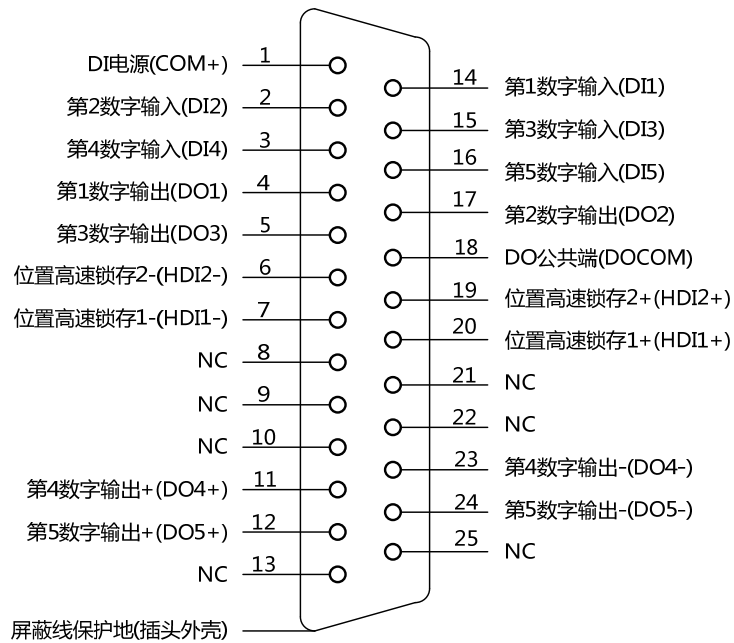 DI电源(COM+) 1
第2数字输入(DI2) 2
第4数字输入(DI4) 3
第1数字输出(DO1) 4
第3数字输出(DO3) 5
位置高速锁存2-(HDI2-) 6
位置高速锁存1-(HDI1-) 7
NC 8
NC 9
NC 10
第4数字输出+(DO4+) 11
第5数字输出+(DO5+) 12
NC 13
屏蔽线保护地(插头外壳)
14 第1数字输入(DI1)
15 第3数字输入(DI3)
16 第5数字输入(DI5)
17 第2数字输出(DO2)
18 DO公共端(DOCOM)
19 位置高速锁存2+(HDI2+)
20 位置高速锁存1+(HDI1+)
21 NC
22 NC
23 第4数字输出-(DO4-)
24 第5数字输出-(DO5-)
25 NC